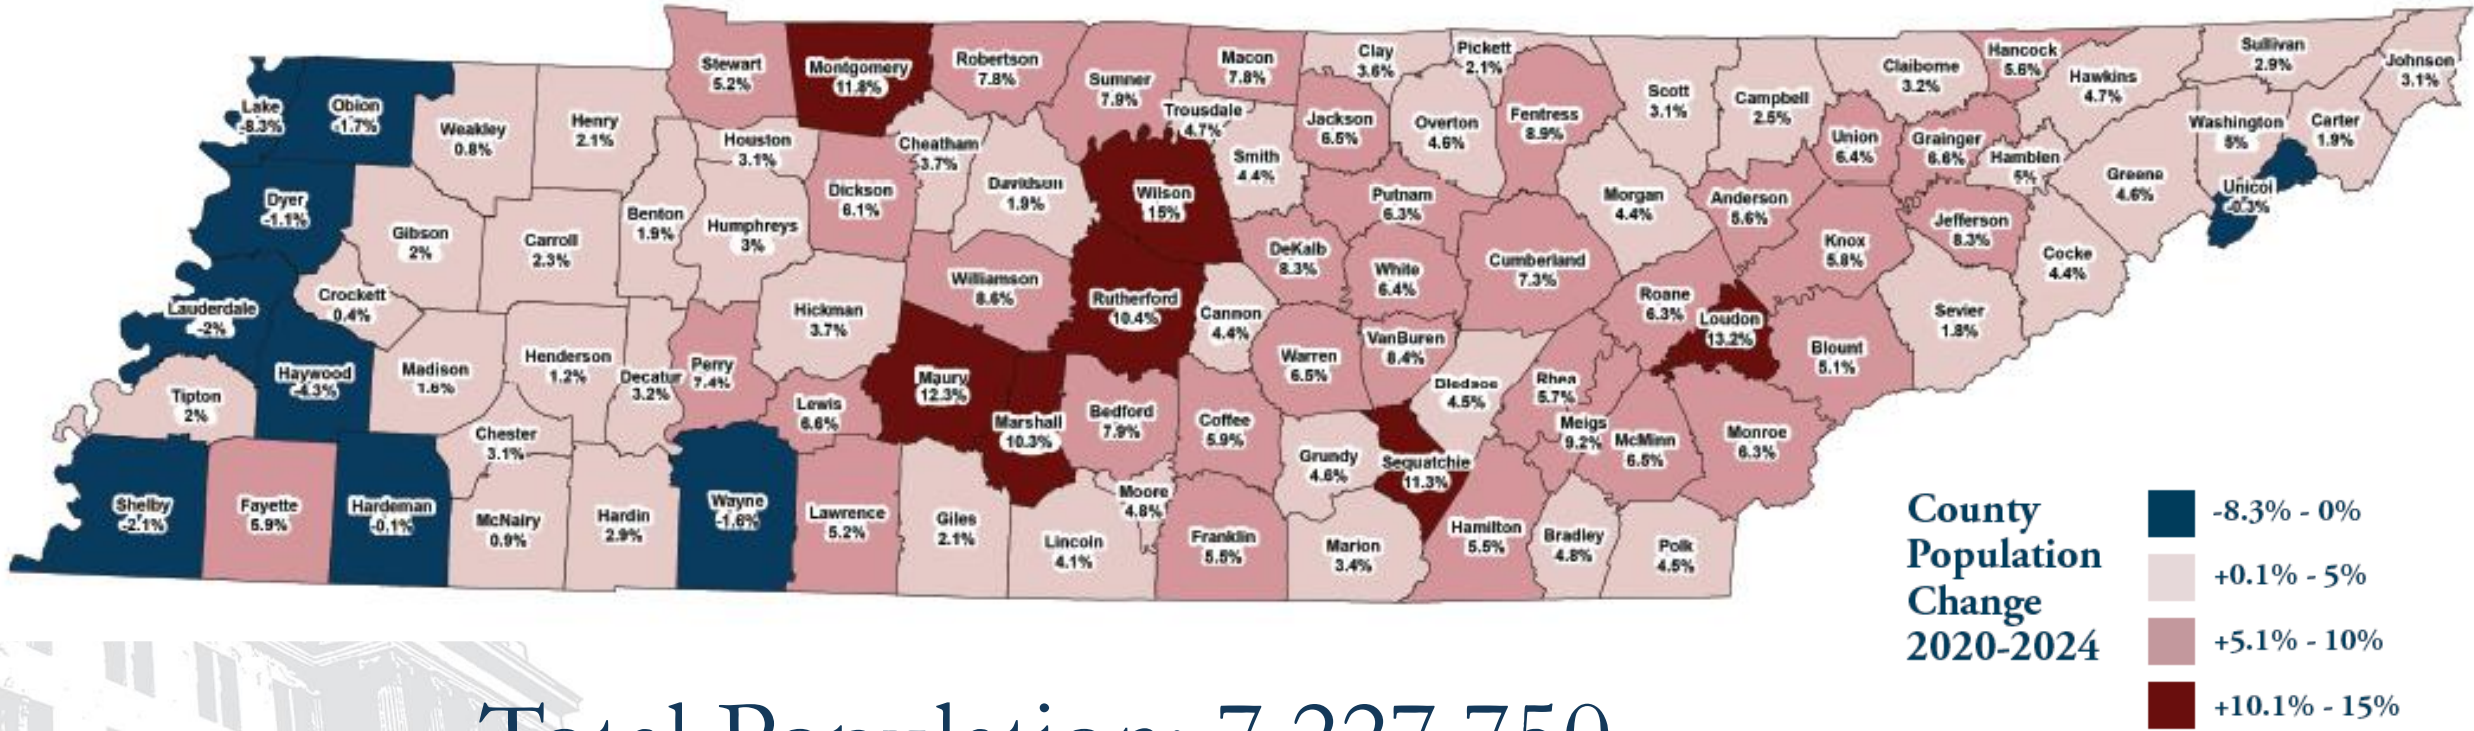 Stewart
5.2%
Montgomery
11.8%
Robertson
7.8%
Sumner
7.9%
Macon
7.8%
Trousdale
4.7%
Clay
3.6%
Pickett
2.1%
Jackson
6.5%
Overton
4.6%
Fentress
8.9%
Scott
3.1%
Campbell
2.5%
Claiborne
3.2%
Hancock
5.6%
Hawkins
4.7%
Sullivan
2.9%
Johnson
3.1%
Lake
-8.3%
Obion
-1.7%
Weakley
0.8%
Henry
2.1%
Houston
3.1%
Cheatham
3.7%
Dickson
6.1%
Davidson
1.9%
Wilson
15%
Smith
4.4%
Putnam
6.3%
Morgan
4.4%
Anderson
5.6%
Union
6.4%
Grainger
6.6%
Hamblen
5%
Greene
4.6%
Washington
5%
Carter
1.9%
Unicoi
-0.3%
Dyer
-1.1%
Gibson
2%
Carroll
2.3%
Benton
1.9%
Humphreys
3%
Williamson
8.6%
Rutherford
10.4%
Cannon
4.4%
DeKalb
8.3%
White
6.4%
Cumberland
7.3%
Roane
6.3%
Loudon
13.2%
Knox
5.8%
Jefferson
8.3%
Cocke
4.4%
Sevier
1.8%
Blount
5.1%
Lauderdale
-2%
Crockett
0.4%
Haywood
-4.3%
Tipton
2%
Madison
1.6%
Henderson
1.2%
Decatur
3.2%
Perry
7.4%
Hickman
3.7%
Lewis
6.6%
Maury
12.3%
Marshall
10.3%
Bedford
7.9%
Coffee
5.9%
Warren
6.5%
VanBuren
8.4%
Bledsoe
4.5%
Rhea
5.7%
Meigs
9.2%
McMinn
6.5%
Monroe
6.3%
Chester
3.1%
Shelby
-2.1%
Fayette
5.9%
Hardeman
-0.1%
McNairy
0.9%
Hardin
2.9%
Wayne
-1.6%
Lawrence
5.2%
Giles
2.1%
Lincoln
4.1%
Moore
4.8%
Franklin
5.5%
Grundy
4.6%
Sequatchie
11.3%
Marion
3.4%
Hamilton
5.5%
Bradley
4.8%
Polk
4.5%
County
Population
Change
2020-2024
-8.3% - 0%
+0.1% - 5%
+5.1% - 10%
+10.1% - 15%
Total Population: 7,227,750